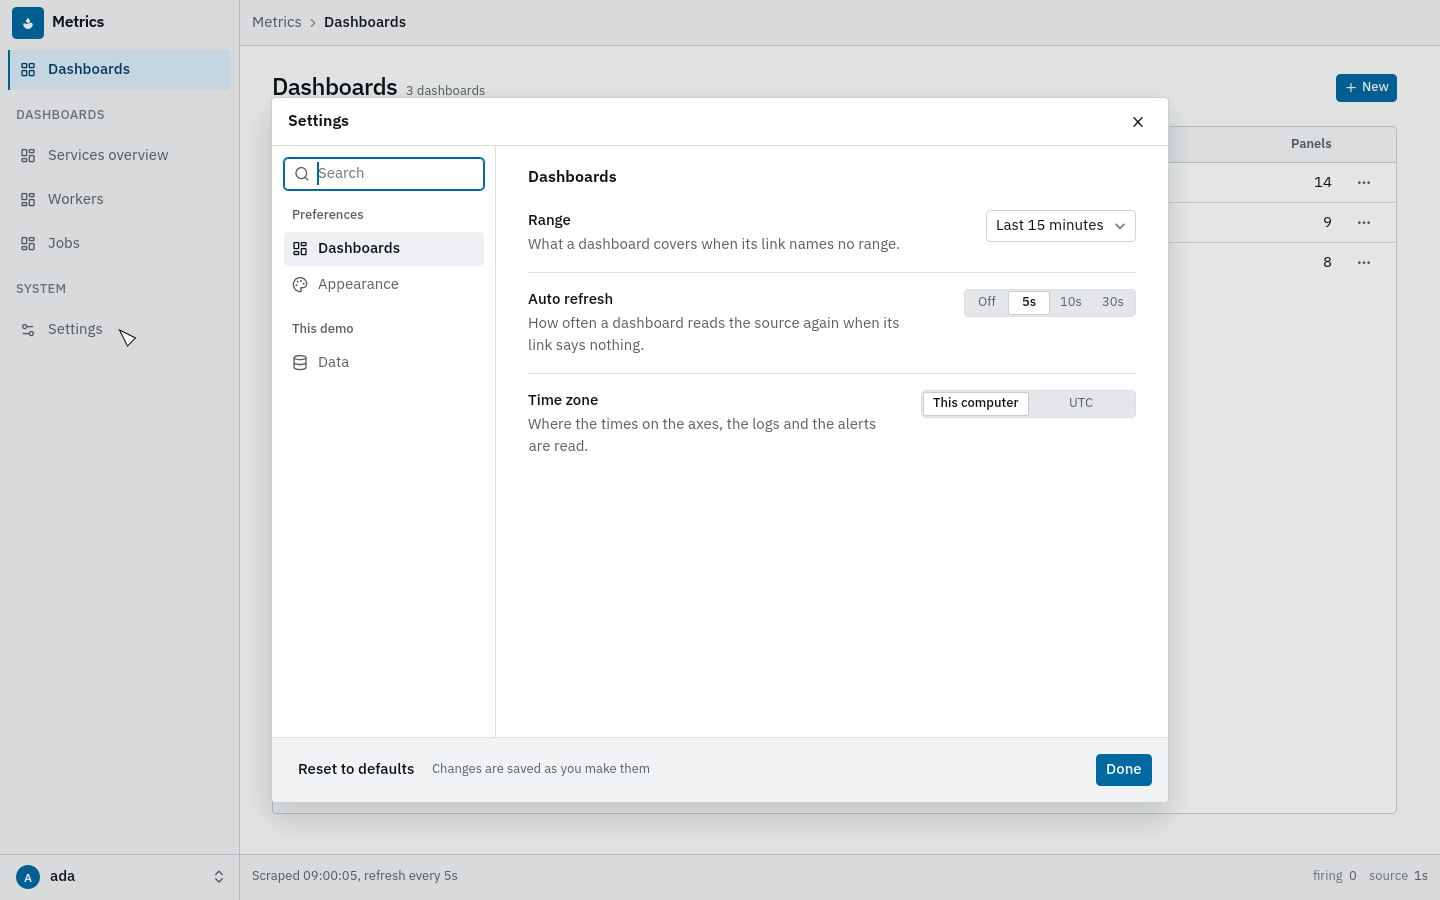 Metrics
Metrics > Dashboards
Dashboards
DASHBOARDS
Services overview
Workers
Jobs
SYSTEM
Settings
Dashboards 3 dashboards
New
Panels
14
9
8
Settings
Search
Preferences
Dashboards
Appearance
This demo
Data
Dashboards
Range
What a dashboard covers when its link names no range.
Last 15 minutes
Auto refresh
How often a dashboard reads the source again when its
link says nothing.
Off 5s 10s 30s
Time zone
Where the times on the axes, the logs and the alerts
are read.
This computer UTC
Reset to defaults Changes are saved as you make them
Done
A ada
Scraped 09:00:05, refresh every 5s
firing 0 source 1s